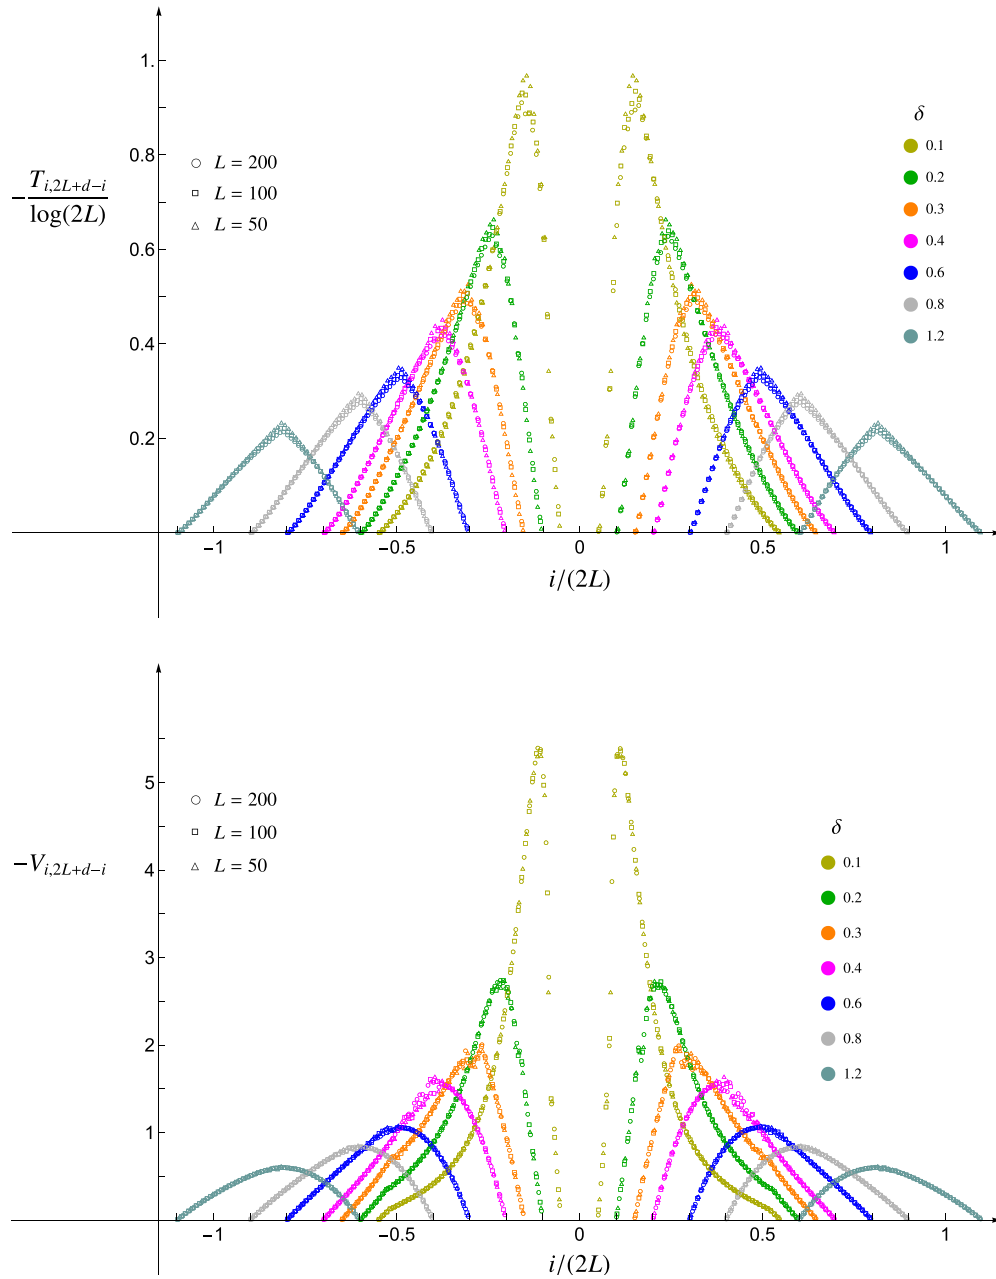 1.
δ
0.1
0.8
○ L = 200
0.2
□ L = 100
0.3
− T_{i,2L+d−i} / log(2L)
△ L = 50
0.6
0.4
0.6
0.4
0.8
1.2
0.2
−1
−0.5
0
0.5
1
i/(2L)
5
○ L = 200
δ
□ L = 100
−V_{i,2L+d−i}
△ L = 50
0.1
4
0.2
0.3
3
0.4
0.6
2
0.8
1.2
1
−1
−0.5
0
0.5
1
i/(2L)